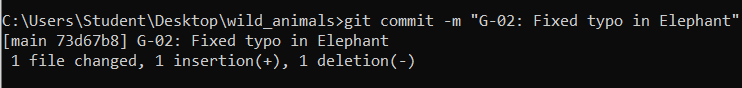 C:\Users\Student\Desktop\wild_animals>git commit -m "G-02: Fixed typo in Elephant"
[main 73d67b8] G-02: Fixed typo in Elephant
 1 file changed, 1 insertion(+), 1 deletion(-)